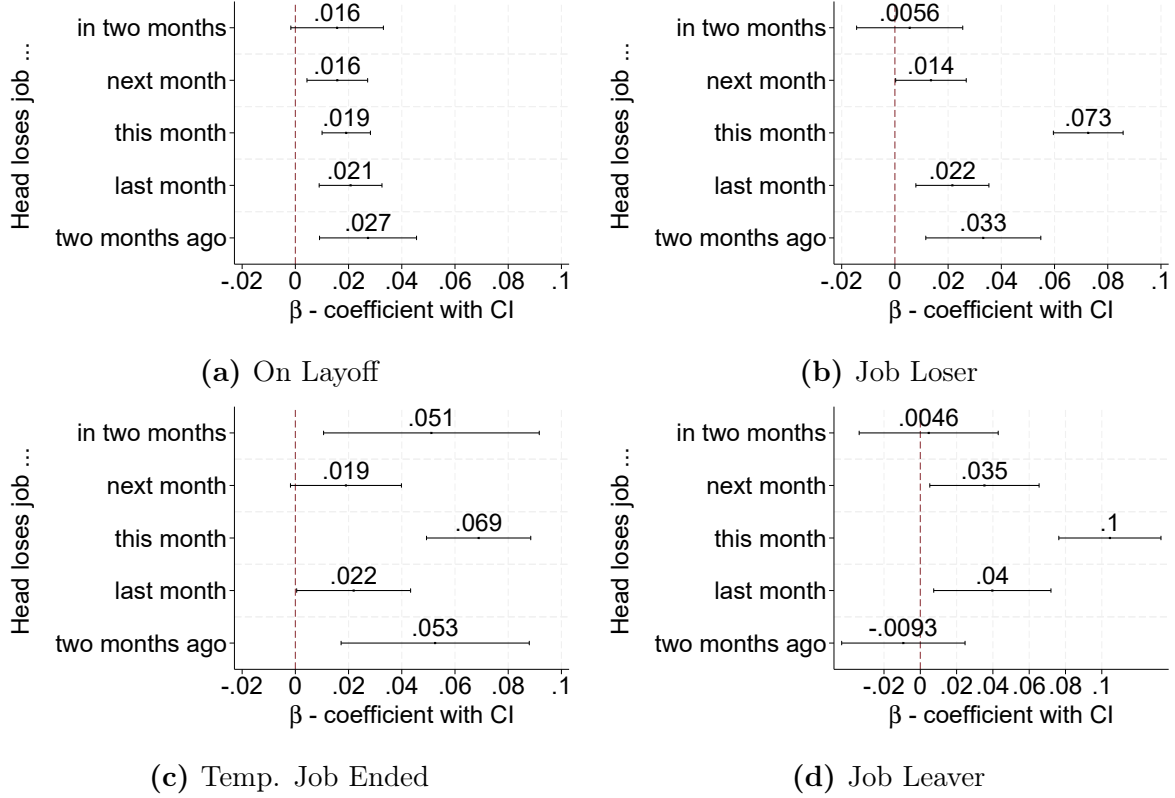 Head loses job ...
in two months
.016
next month
.016
this month
.019
last month
.021
two months ago
.027
-.02 0 .02 .04 .06 .08 .1
β - coefficient with CI
(a) On Layoff
Head loses job ...
in two months
.0056
next month
.014
this month
.073
last month
.022
two months ago
.033
-.02 0 .02 .04 .06 .08 .1
β - coefficient with CI
(b) Job Loser
Head loses job ...
in two months
.051
next month
.019
this month
.069
last month
.022
two months ago
.053
-.02 0 .02 .04 .06 .08 .1
β - coefficient with CI
(c) Temp. Job Ended
Head loses job ...
in two months
.0046
next month
.035
this month
.1
last month
.04
two months ago
-.0093
-.02 0 .02 .04 .06 .08 .1
β - coefficient with CI
(d) Job Leaver